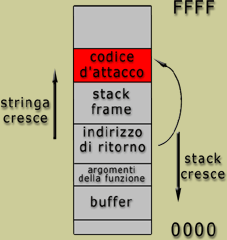 FFFF
codice
d'attacco
stack
frame
stringa
cresce
indirizzo
di ritorno
argomenti
della funzione
stack
cresce
buffer
0000